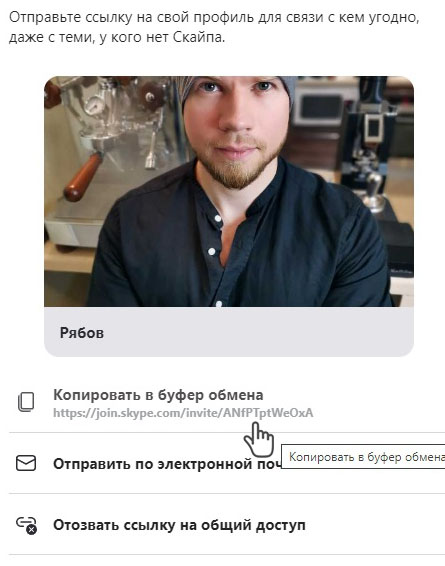 Отправьте ссылку на свой профиль для связи с кем угодно,
даже с теми, у кого нет Скайпа.
Рябов
Копировать в буфер обмена
https://join.skype.com/invite/ANfPTptWeOxA
Отправить по электронной поч
Копировать в буфер обмена
Отозвать ссылку на общий доступ